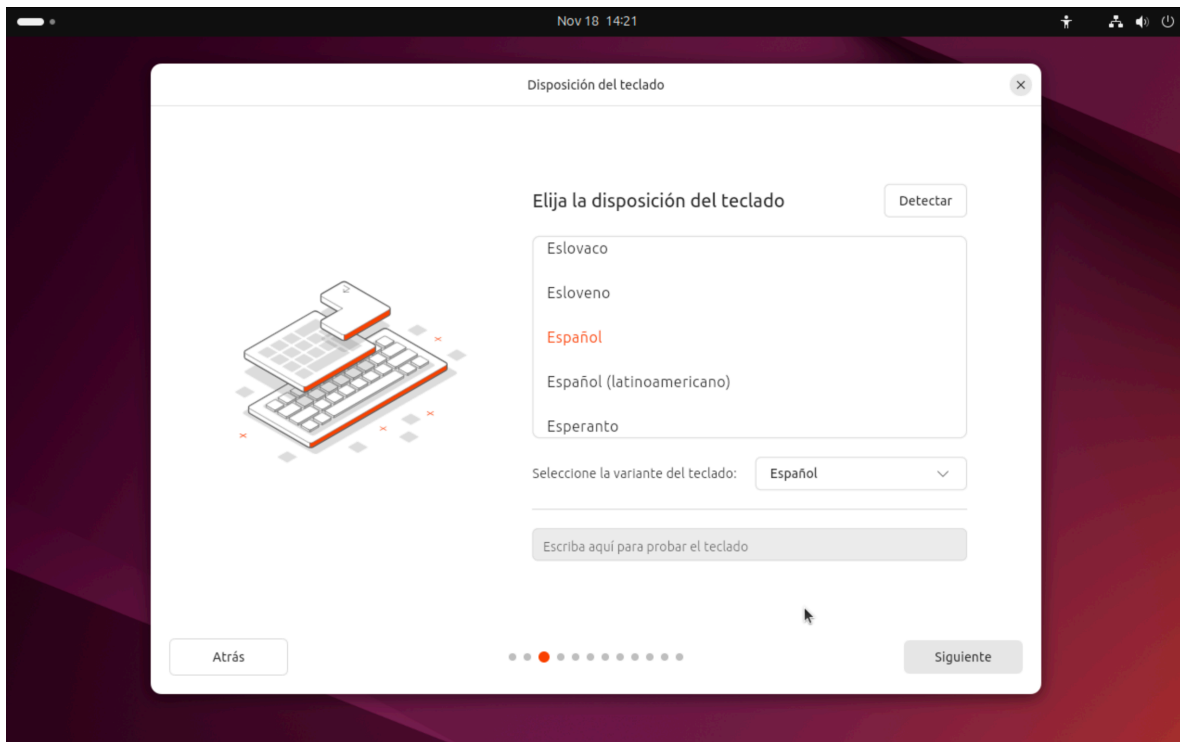 Nov 18 14:21
Disposición del teclado
Elija la disposición del teclado
Detectar
Eslovaco
Esloveno
Español
Español (latinoamericano)
Esperanto
Seleccione la variante del teclado: Español
Escriba aquí para probar el teclado
Atrás
Siguiente